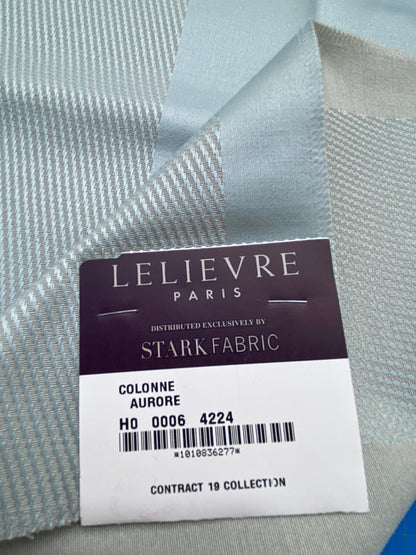 LELIEVRE
PARIS
DISTRIBUTED EXCLUSIVELY BY
STARK FABRIC
COLONNE
AURORE
H0 0006 4224
*1010836277*
CONTRACT 19 COLLECTION